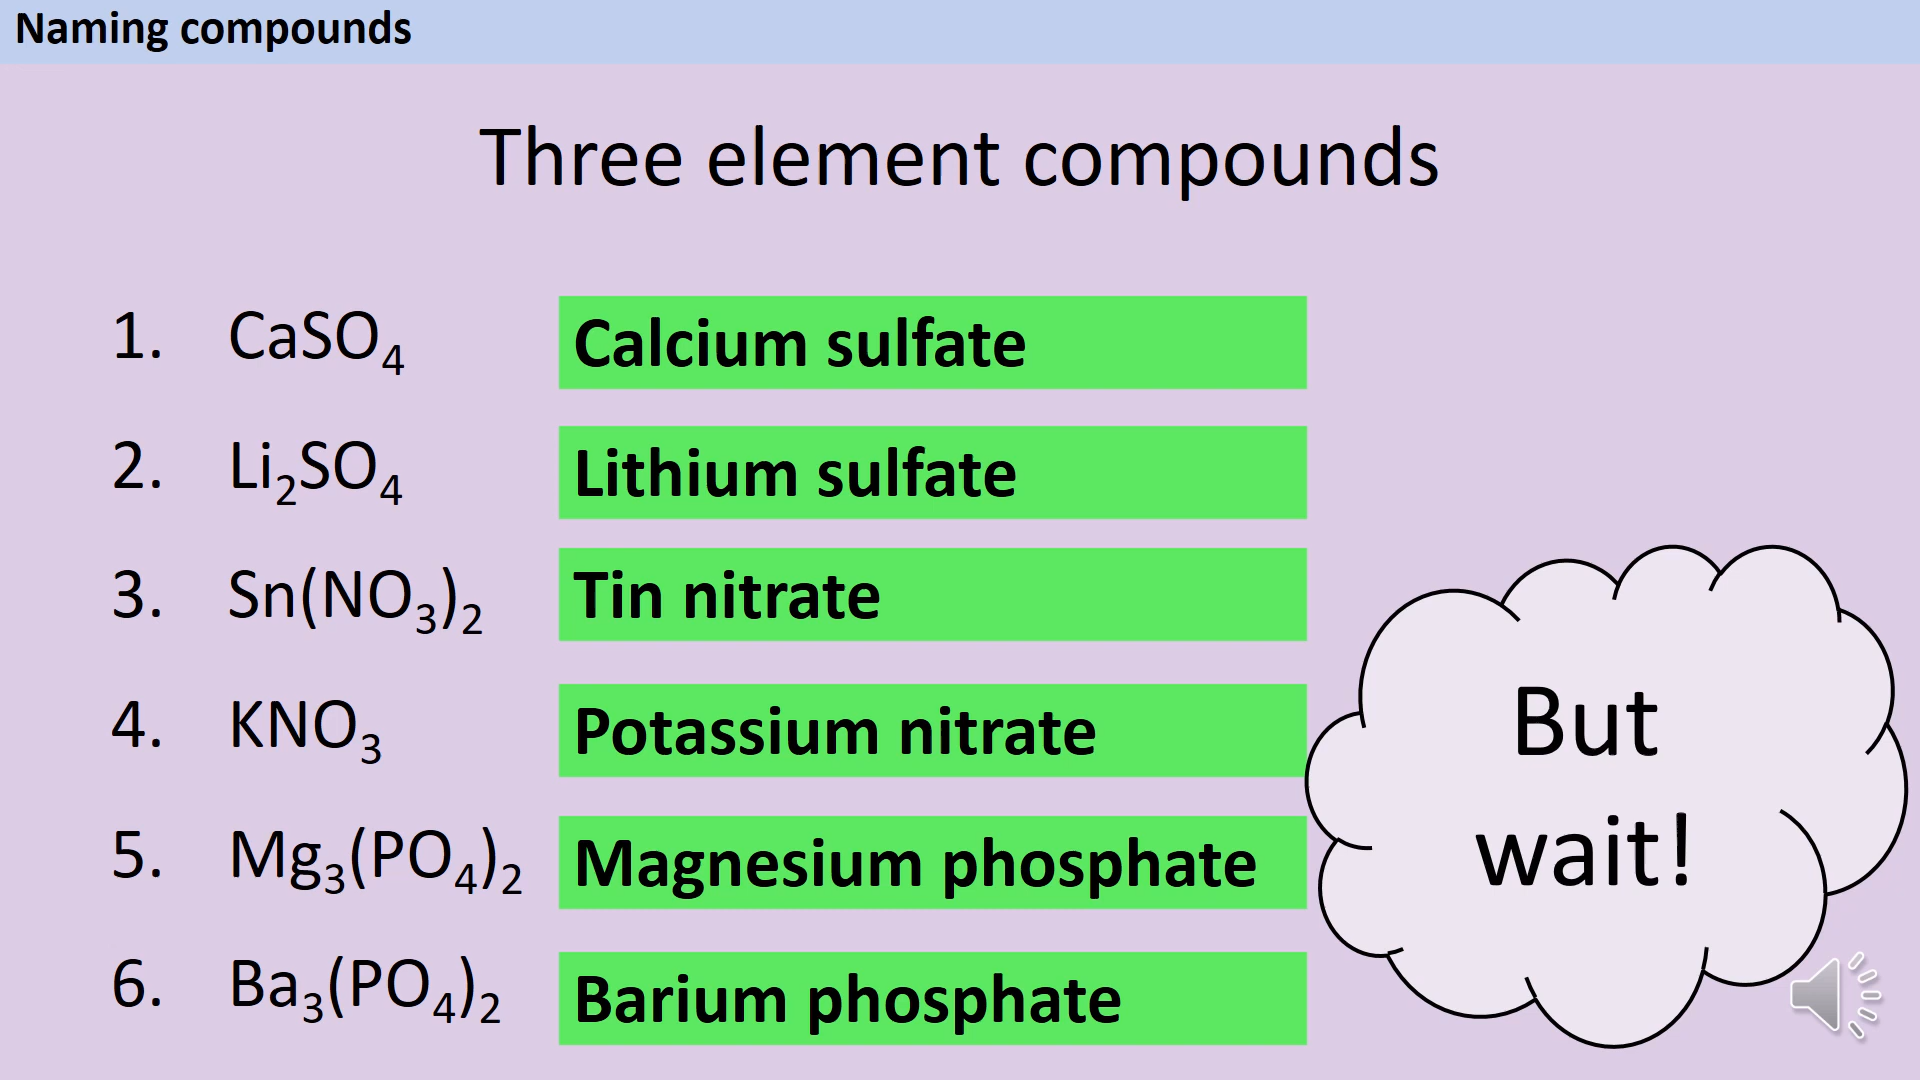 Naming compounds
Three element compounds
1. CaSO₄ Calcium sulfate
2. Li₂SO₄ Lithium sulfate
3. Sn(NO₃)₂ Tin nitrate
4. KNO₃ Potassium nitrate
5. Mg₃(PO₄)₂ Magnesium phosphate
6. Ba₃(PO₄)₂ Barium phosphate
But
wait!